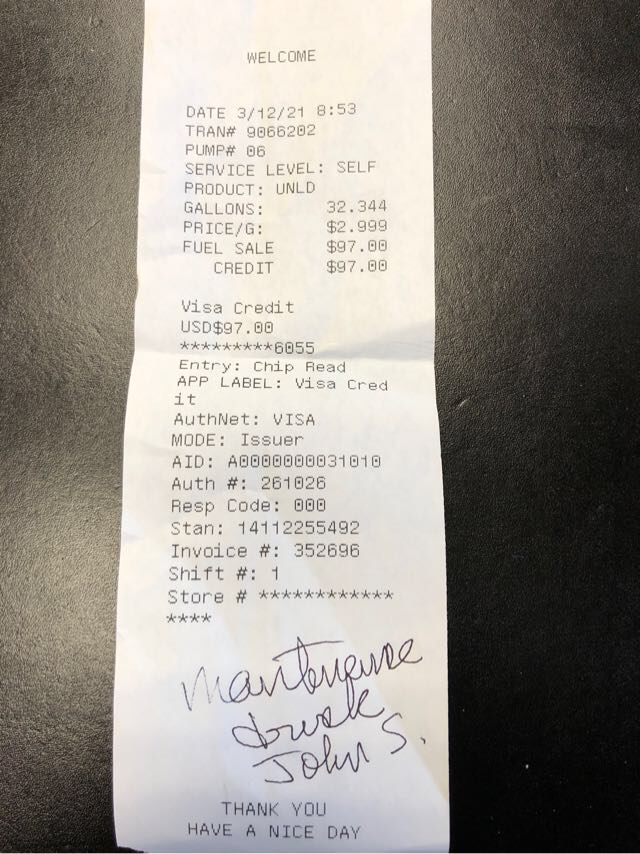 WELCOME
DATE 3/12/21 8:53
TRAN# 9066202
PUMP# 06
SERVICE LEVEL: SELF
PRODUCT: UNLD
GALLONS: 32.344
PRICE/G: $2.999
FUEL SALE $97.00
CREDIT $97.00
Visa Credit
USD$97.00
*********6055
Entry: Chip Read
APP LABEL: Visa Cred
it
AuthNet: VISA
MODE: Issuer
AID: A0000000031010
Auth #: 261026
Resp Code: 000
Stan: 14112255492
Invoice #: 352696
Shift #: 1
Store # ************
****
Maintenance
truck
John S.
THANK YOU
HAVE A NICE DAY